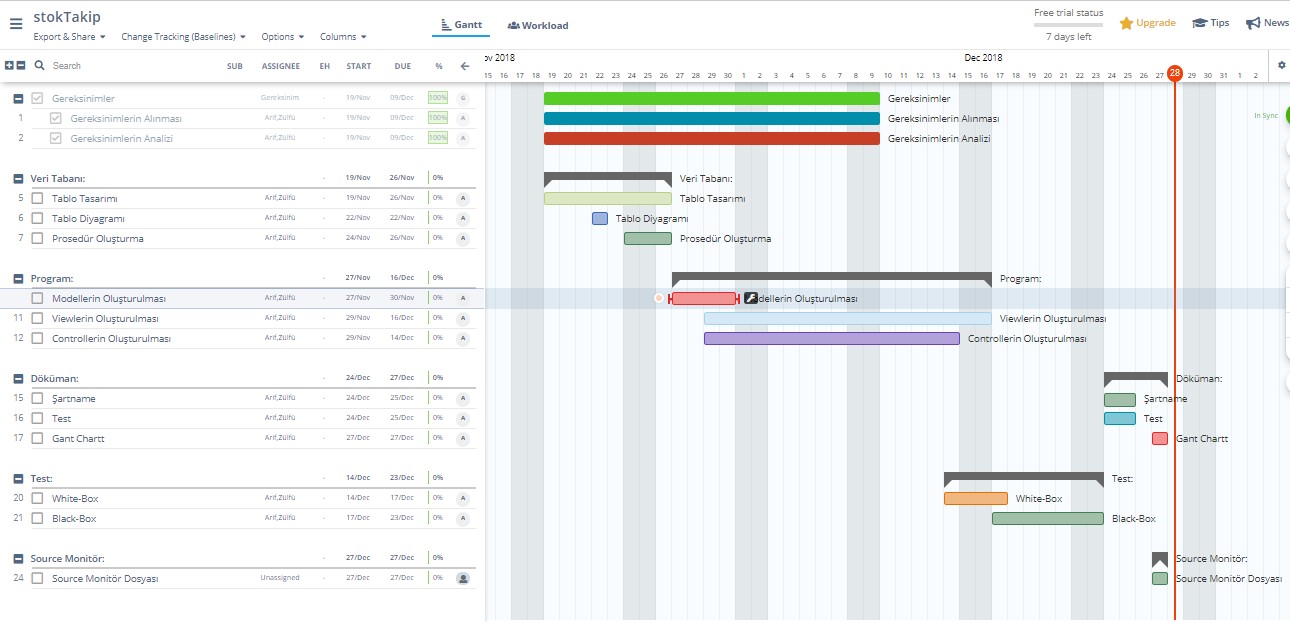 stokTakip
Export & Share Change Tracking (Baselines) Options Columns
Gantt Workload
Free trial status
7 days left
Upgrade Tips News
Search SUB ASSIGNEE EH START DUE %
ov 2018 Dec 2018
15 16 17 18 19 20 21 22 23 24 25 26 27 28 29 30 1 2 3 4 5 6 7 8 9 10 11 12 13 14 15 16 17 18 19 20 21 22 23 24 25 26 27 28 29 30 31 1 2
Gereksinimler Gereksinim - 19/Nov 09/Dec 100% G Gereksinimler
1 Gereksinimlerin Alınması Arif,Zülfü - 19/Nov 09/Dec 100% A Gereksinimlerin Alınması In Sync
2 Gereksinimlerin Analizi Arif,Zülfü - 19/Nov 09/Dec 100% A Gereksinimlerin Analizi
Veri Tabanı: - 19/Nov 26/Nov 0% Veri Tabanı:
5 Tablo Tasarımı Arif,Zülfü - 19/Nov 26/Nov 0% A Tablo Tasarımı
6 Tablo Diyagramı Arif,Zülfü - 22/Nov 22/Nov 0% A Tablo Diyagramı
7 Prosedür Oluşturma Arif,Zülfü - 24/Nov 26/Nov 0% A Prosedür Oluşturma
Program: - 27/Nov 16/Dec 0% Program:
Modellerin Oluşturulması Arif,Zülfü - 27/Nov 30/Nov 0% A dellerin Oluşturulması
11 Viewlerin Oluşturulması Arif,Zülfü - 29/Nov 16/Dec 0% A Viewlerin Oluşturulması
12 Controllerin Oluşturulması Arif,Zülfü - 29/Nov 14/Dec 0% A Controllerin Oluşturulması
Döküman: - 24/Dec 27/Dec 0% Döküman:
15 Şartname Arif,Zülfü - 24/Dec 25/Dec 0% A Şartname
16 Test Arif,Zülfü - 24/Dec 25/Dec 0% A Test
17 Gant Chartt Arif,Zülfü - 27/Dec 27/Dec 0% A Gant Chartt
Test: - 14/Dec 23/Dec 0% Test:
20 White-Box Arif,Zülfü - 14/Dec 17/Dec 0% A White-Box
21 Black-Box Arif,Zülfü - 17/Dec 23/Dec 0% A Black-Box
Source Monitör: - 27/Dec 27/Dec 0% Source Monitör:
24 Source Monitör Dosyası Unassigned - 27/Dec 27/Dec 0% Source Monitör Dosyası